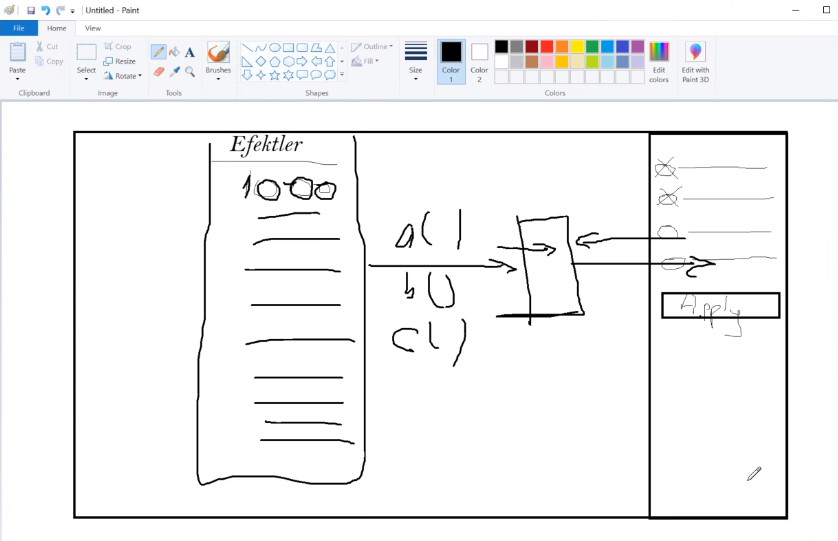 Untitled - Paint
File Home View
Paste
Cut
Copy
Clipboard
Select
Crop
Resize
Rotate
Image
Tools
Brushes
Shapes
Outline
Fill
Size
Color 1
Color 2
Colors
Edit colors
Edit with Paint 3D
Efektler
1000
a( )
b()
c( )
Apply